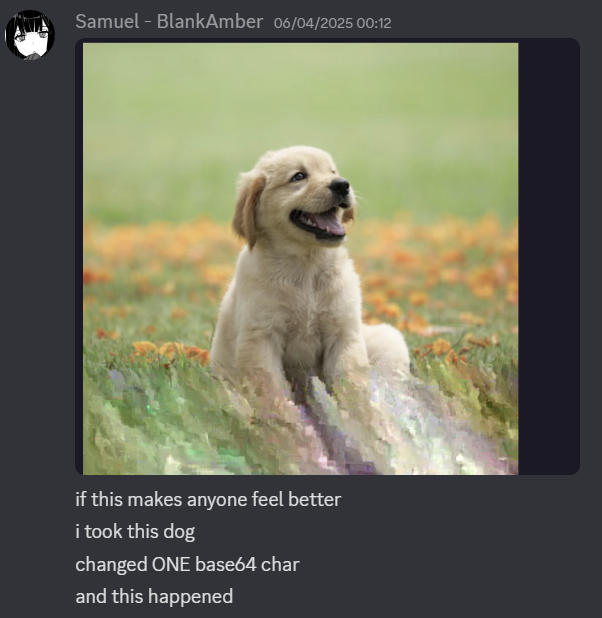 Samuel - BlankAmber 06/04/2025 00:12
if this makes anyone feel better
i took this dog
changed ONE base64 char
and this happened